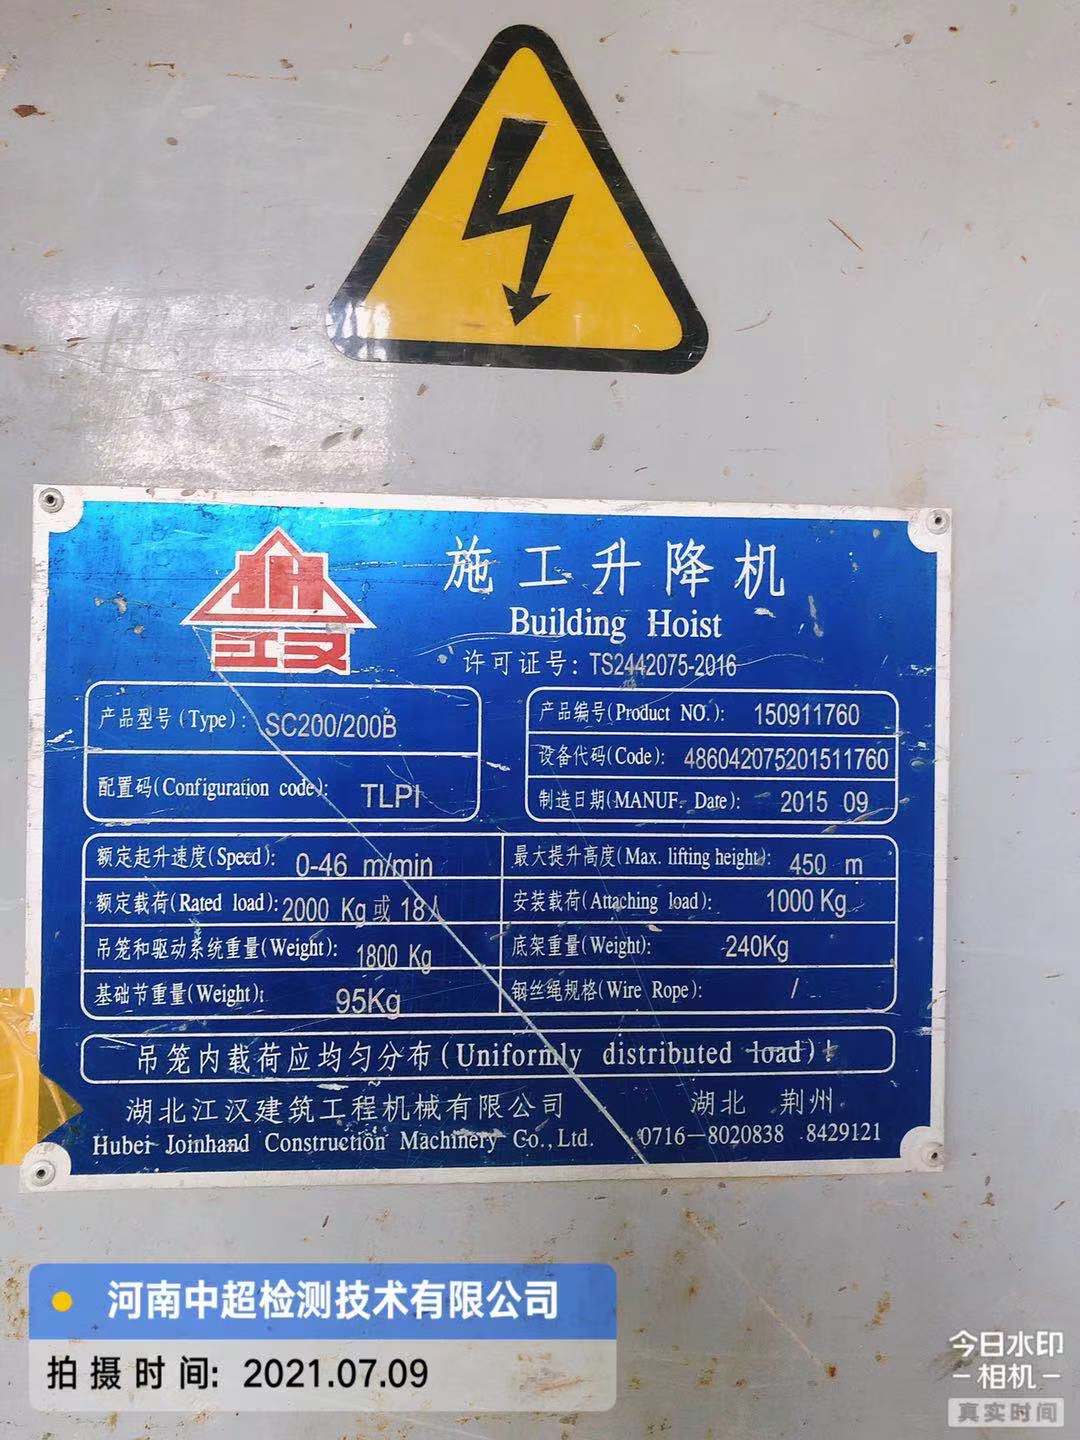 江汉
施工升降机
Building Hoist
许可证号: TS2442075-2016
产品型号(Type): SC200/200B
配置码(Configuration code): TLPI
产品编号(Product NO.): 150911760
设备代码(Code): 486042075201511760
制造日期(MANUF. Date): 2015 09
额定起升速度(Speed): 0-46 m/min
最大提升高度(Max. lifting height): 450 m
额定载荷(Rated load): 2000 Kg或18人
安装载荷(Attaching load): 1000Kg
吊笼和驱动系统重量(Weight): 1800 Kg
底架重量(Weight): 240Kg
基础节重量(Weight): 95Kg
钢丝绳规格(Wire Rope): /
吊笼内载荷应均匀分布(Uniformly distributed load)!
湖北江汉建筑工程机械有限公司 湖北 荆州
Hubei Joinhand Construction Machinery Co.,Ltd. 0716-8020838 8429121
河南中超检测技术有限公司
拍摄时间: 2021.07.09
今日水印
-相机-
真实时间